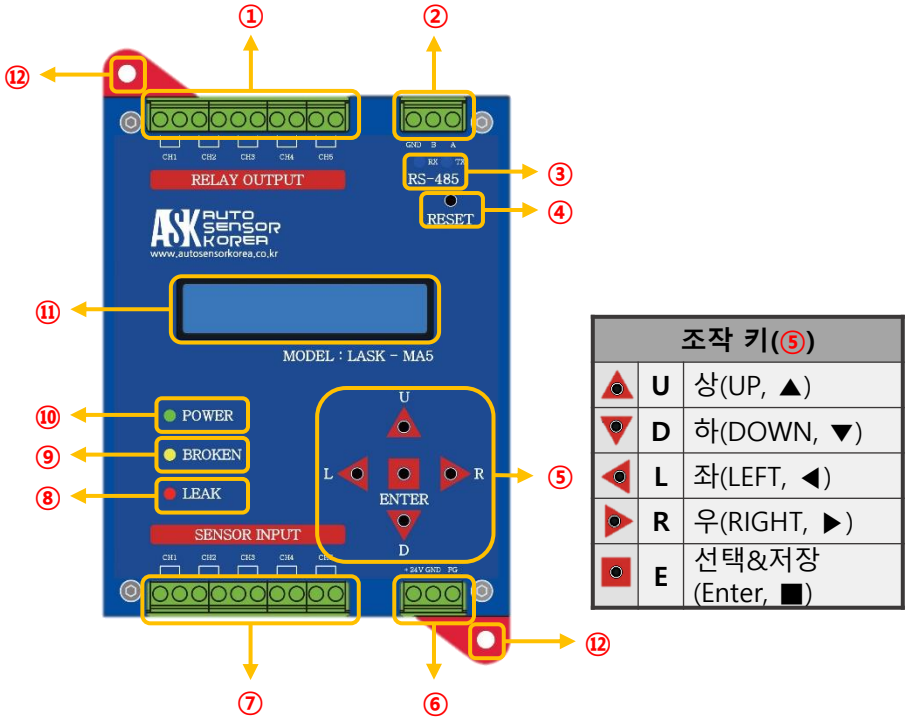 ①
②
⑫
GND B A
CH1 CH2 CH3 CH4 CH5
RX TX
RS-485
③
RELAY OUTPUT
RESET
④
ASK AUTO SENSOR KOREA
www.autosensorkorea.co.kr
⑪
MODEL : LASK - MA5
⑩
POWER
⑨
BROKEN
⑧
LEAK
U
L
R
ENTER
D
⑤
SENSOR INPUT
CH1 CH2 CH3 CH4
+24V GND PG
⑫
⑦
⑥
조작 키(⑤)
U 상(UP, ▲)
D 하(DOWN, ▼)
L 좌(LEFT, ◀)
R 우(RIGHT, ▶)
E 선택&저장
(Enter, ■)